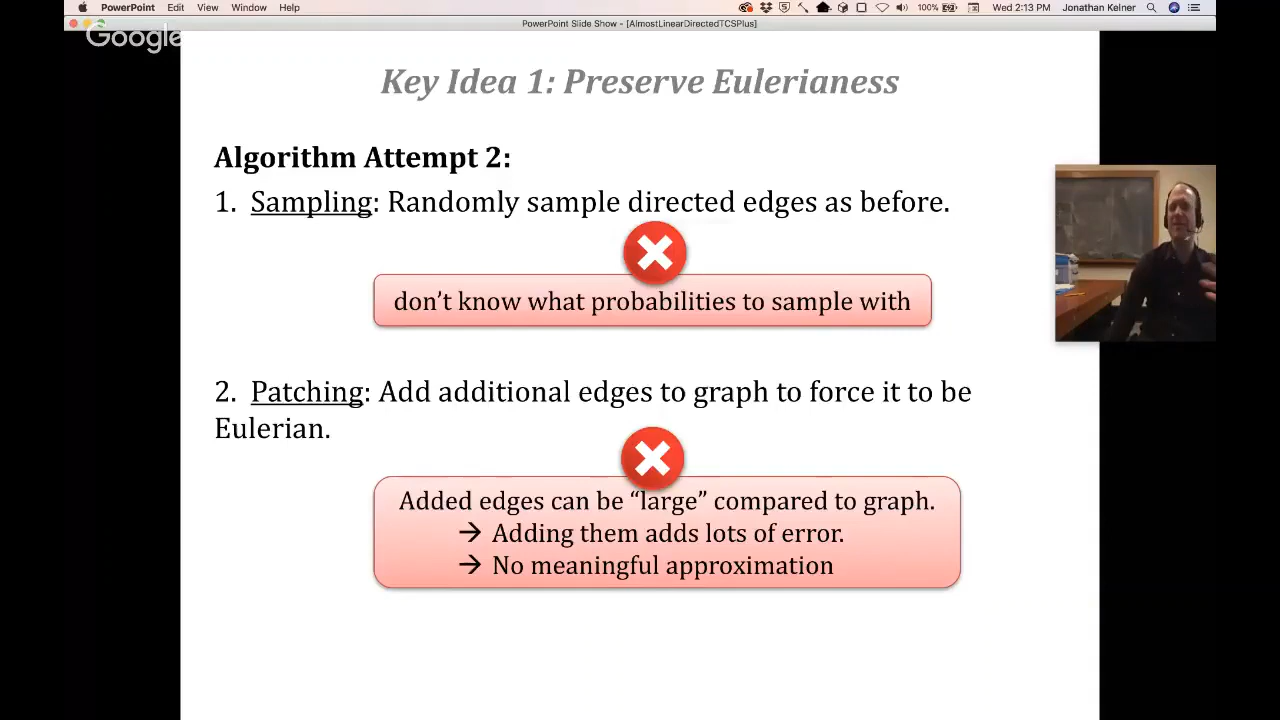 PowerPoint Edit View Window Help 100% Wed 2:13 PM Jonathan Kelner
PowerPoint Slide Show - [AlmostLinearDirectedTCSPlus]
Google
Key Idea 1: Preserve Eulerianess
Algorithm Attempt 2:
1. Sampling: Randomly sample directed edges as before.
don’t know what probabilities to sample with
2. Patching: Add additional edges to graph to force it to be
Eulerian.
Added edges can be “large” compared to graph.
→ Adding them adds lots of error.
→ No meaningful approximation